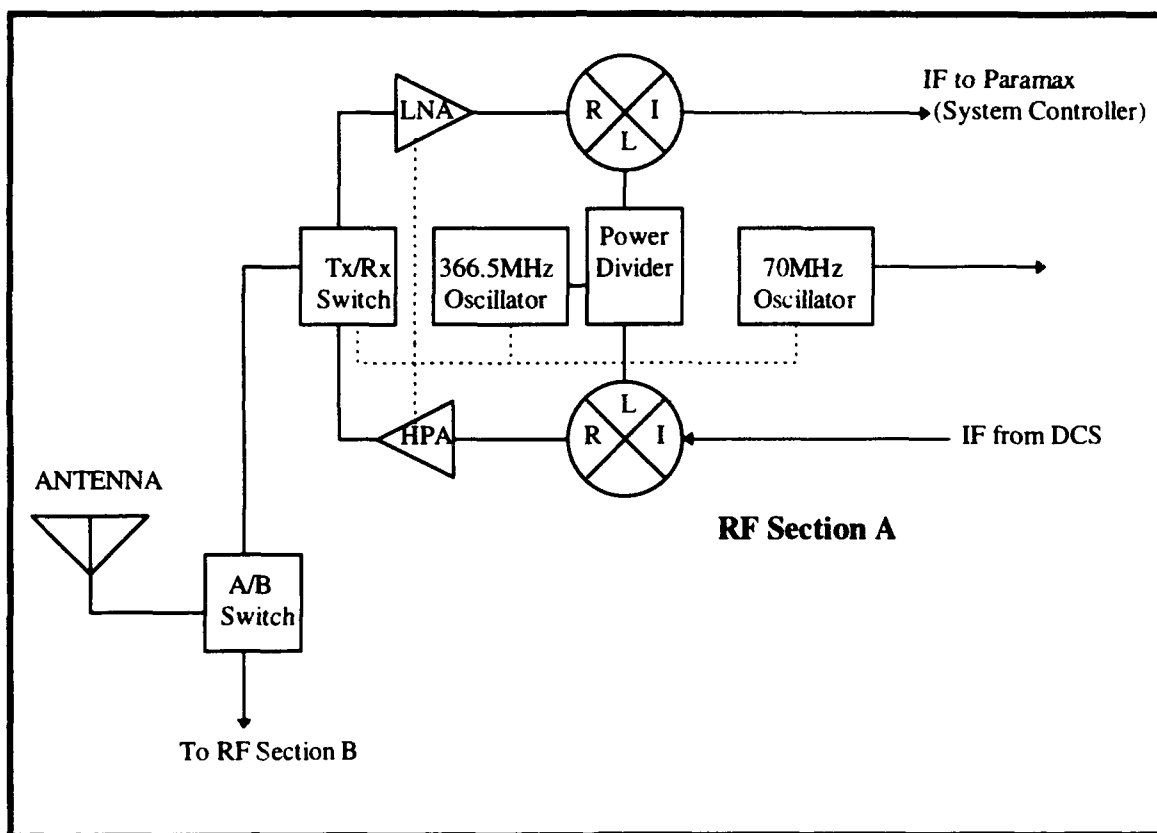 LNA
R
I
L
IF to Paramax
(System Controller)
Tx/Rx
Switch
366.5MHz
Oscillator
Power
Divider
70MHz
Oscillator
HPA
L
R
I
IF from DCS
RF Section A
ANTENNA
A/B
Switch
To RF Section B